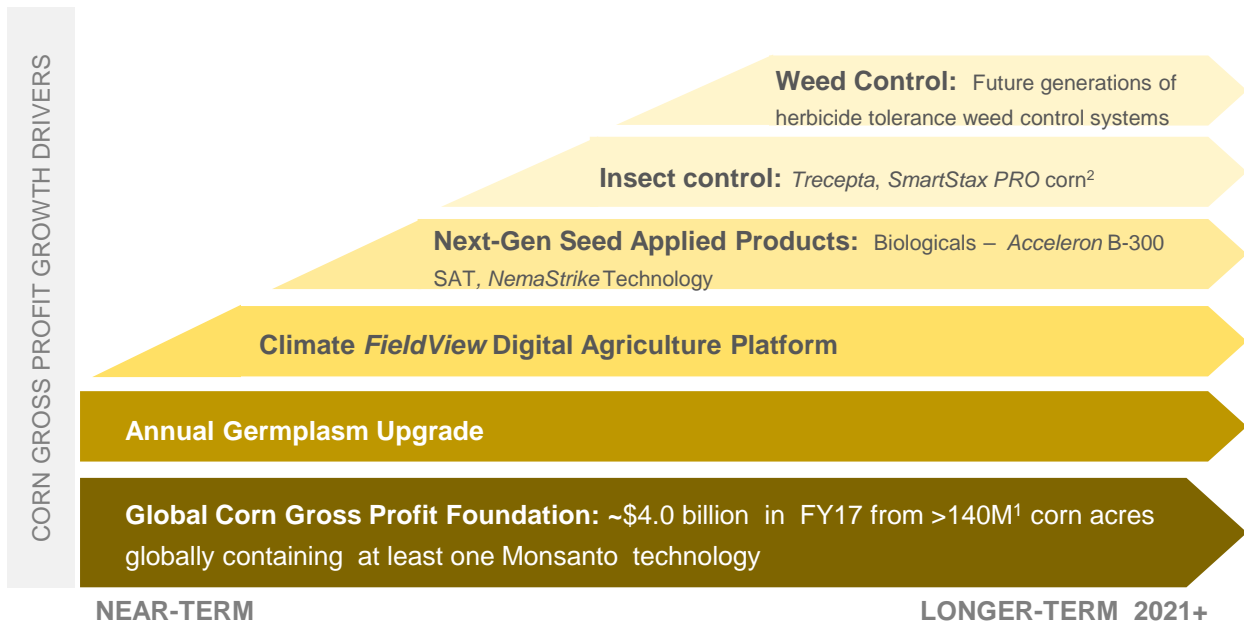 CORN GROSS PROFIT GROWTH DRIVERS
Weed Control: Future generations of
herbicide tolerance weed control systems
Insect control: Trecepta, SmartStax PRO corn²
Next-Gen Seed Applied Products: Biologicals – Acceleron B-300
SAT, NemaStrike Technology
Climate FieldView Digital Agriculture Platform
Annual Germplasm Upgrade
Global Corn Gross Profit Foundation: ~$4.0 billion in FY17 from >140M¹ corn acres
globally containing at least one Monsanto technology
NEAR-TERM
LONGER-TERM 2021+